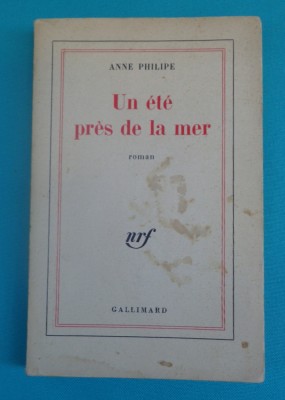 ANNE PHILIPE
Un été
près de la mer
roman
nrf
GALLIMARD